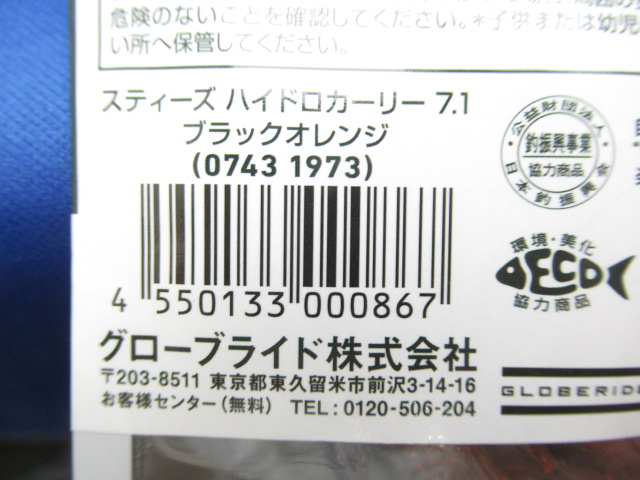 危険のないことを確認してください。*子供または幼児
い所へ保管してください。
スティーズ ハイドロカーリー 7.1
ブラックオレンジ
(0743 1973)
4 550133 000867
グローブライド株式会社
〒203-8511 東京都東久留米市前沢3-14-16
お客様センター(無料) TEL:0120-506-204
・公益財団法人・
釣振興事業
協力商品
日本釣振興会
環境・美化
ECO
協力商品
GLOBERID